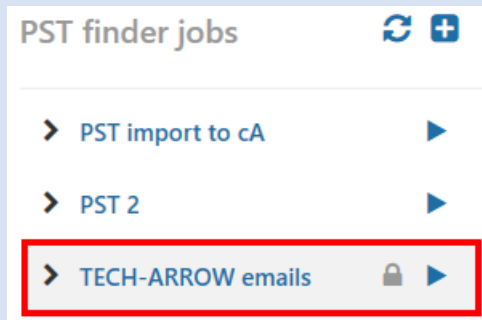 PST finder jobs
PST import to cA
PST 2
TECH-ARROW emails